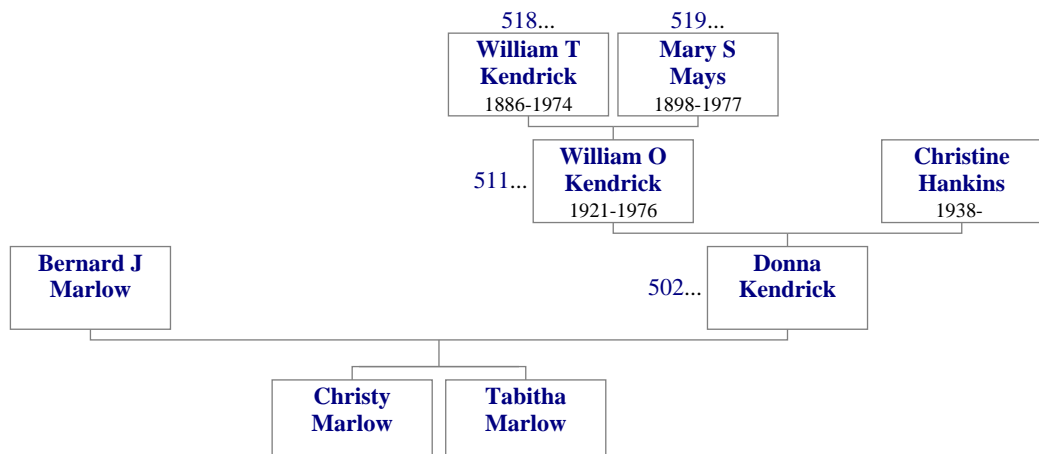 518...
519...
William T
Kendrick
1886-1974
Mary S
Mays
1898-1977
511...
William O
Kendrick
1921-1976
Christine
Hankins
1938-
Bernard J
Marlow
502...
Donna
Kendrick
Christy
Marlow
Tabitha
Marlow